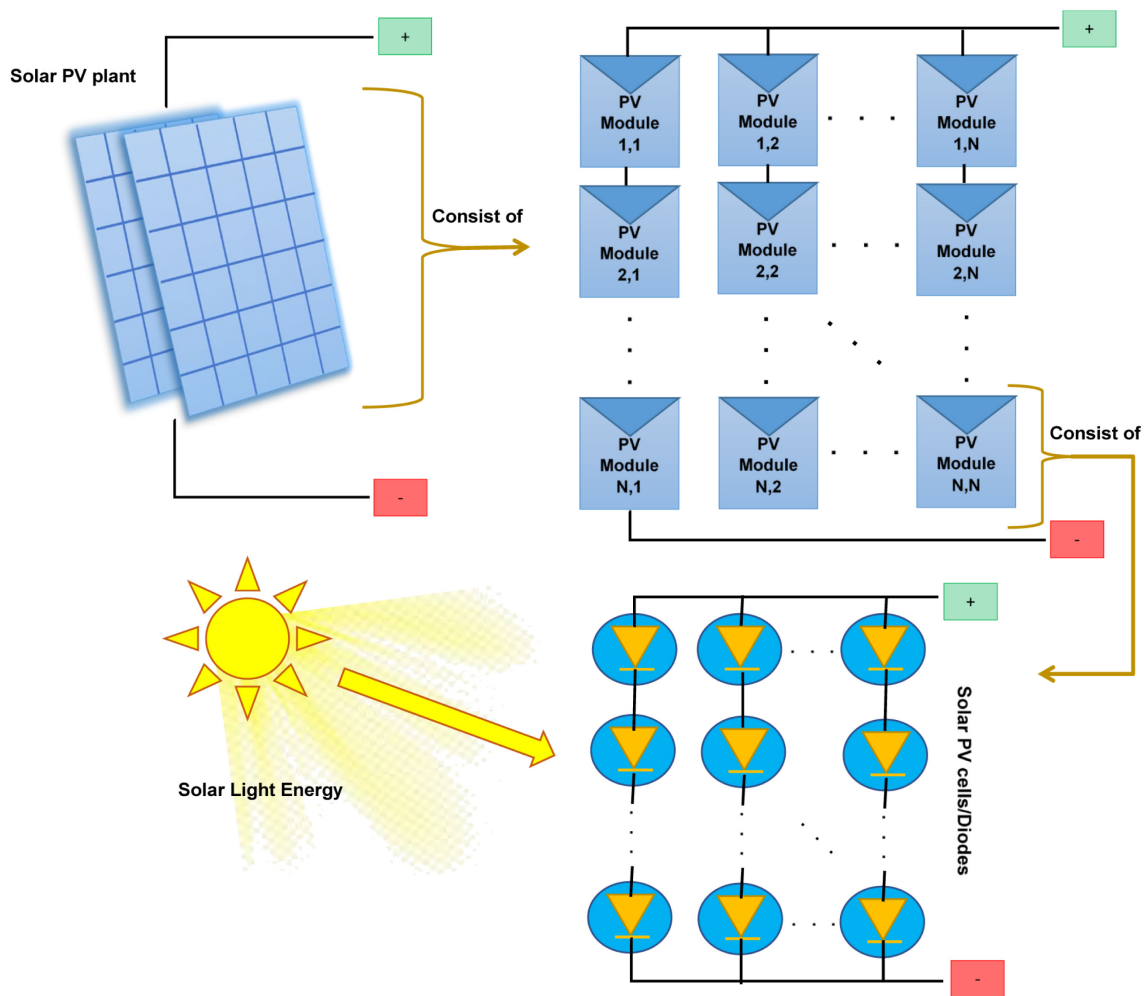 +
Solar PV plant
Consist of
-
+
PV
Module
1,1
PV
Module
1,2
. . . .
PV
Module
1,N
PV
Module
2,1
PV
Module
2,2
. . . .
PV
Module
2,N
PV
Module
N,1
PV
Module
N,2
. . . .
PV
Module
N,N
Consist of
-
Solar Light Energy
+
Solar PV cells/Diodes
-